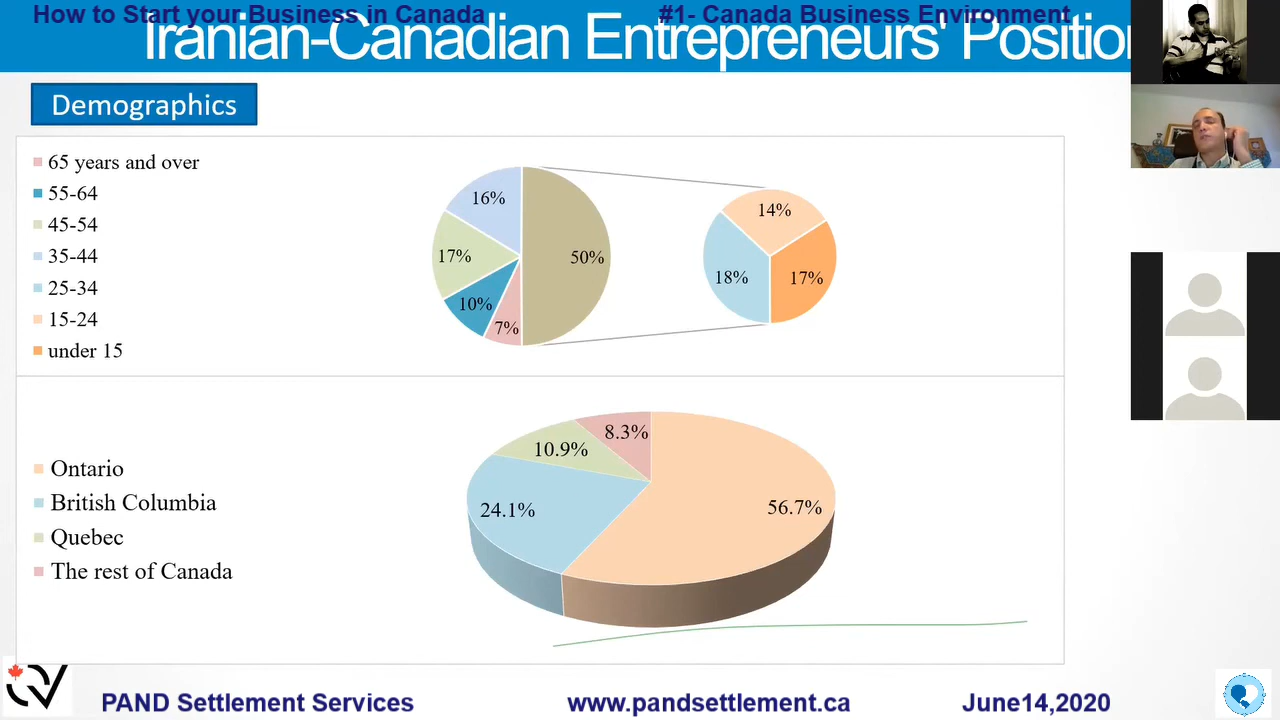 How to Start your Business in Canada
#1- Canada Business Environment
Iranian-Canadian Entrepreneurs' Position
Demographics
65 years and over
55-64
45-54
35-44
25-34
15-24
under 15
16%
17%
10%
7%
50%
14%
18%
17%
Ontario
British Columbia
Quebec
The rest of Canada
8.3%
10.9%
24.1%
56.7%
PAND Settlement Services
www.pandsettlement.ca
June14,2020